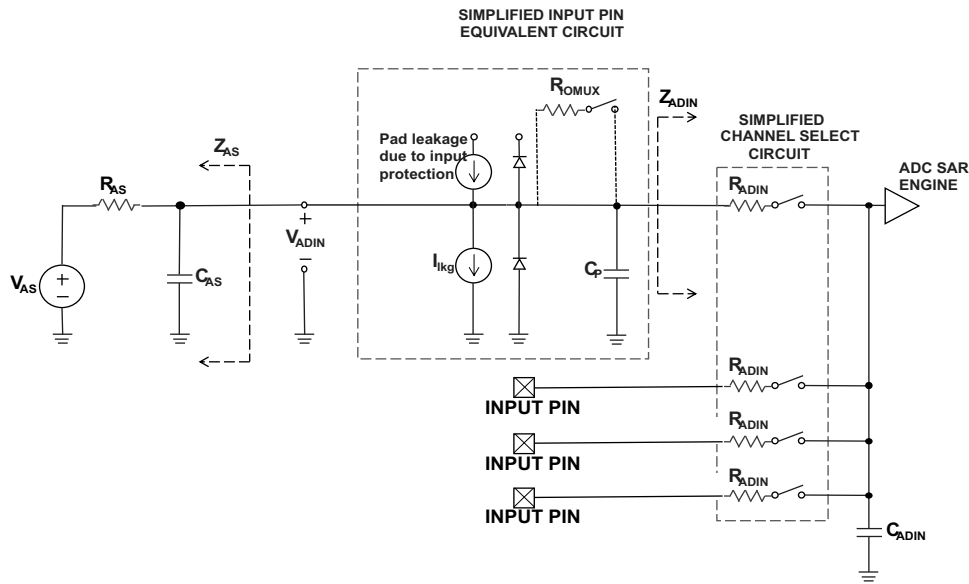 SIMPLIFIED INPUT PIN
EQUIVALENT CIRCUIT
RIOMUX
ZADIN
SIMPLIFIED
CHANNEL SELECT
CIRCUIT
Pad leakage
due to input
protection
ZAS
RAS
RADIN
ADC SAR
ENGINE
+
VADIN
–
Ilkg
CP
CAS
VAS
+
–
RADIN
INPUT PIN
RADIN
INPUT PIN
RADIN
INPUT PIN
CADIN